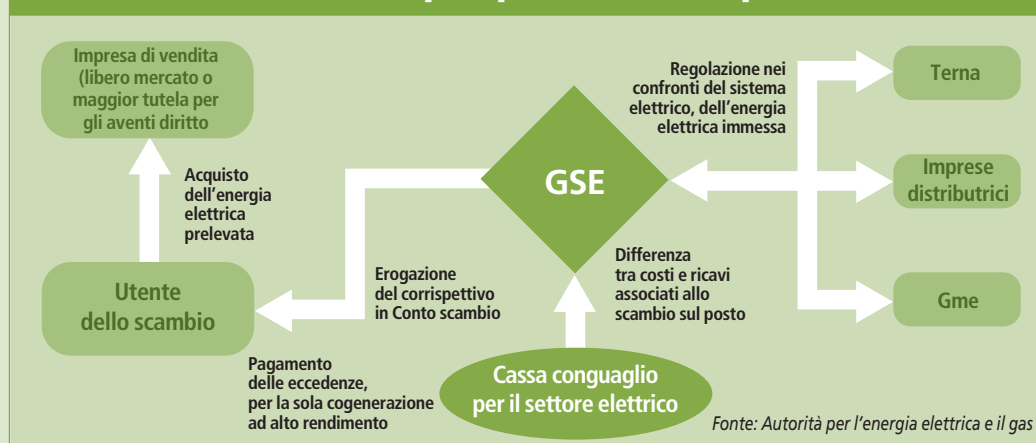 Impresa di vendita
(libero mercato o
maggior tutela per
gli aventi diritto
Acquisto
dell'energia
elettrica
prelevata
Utente
dello scambio
Erogazione
del corrispettivo
in Conto scambio
Pagamento
delle eccedenze,
per la sola cogenerazione
ad alto rendimento
GSE
Differenza
tra costi e ricavi
associati allo
scambio sul posto
Cassa conguaglio
per il settore elettrico
Regolazione nei
confronti del sistema
elettrico, dell'energia
elettrica immessa
Terna
Imprese
distributrici
Gme
Fonte: Autorità per l'energia elettrica e il gas